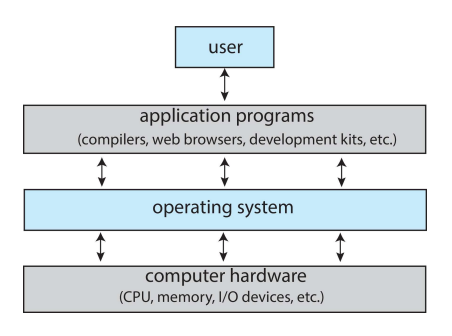 user
application programs
(compilers, web browsers, development kits, etc.)
operating system
computer hardware
(CPU, memory, I/O devices, etc.)